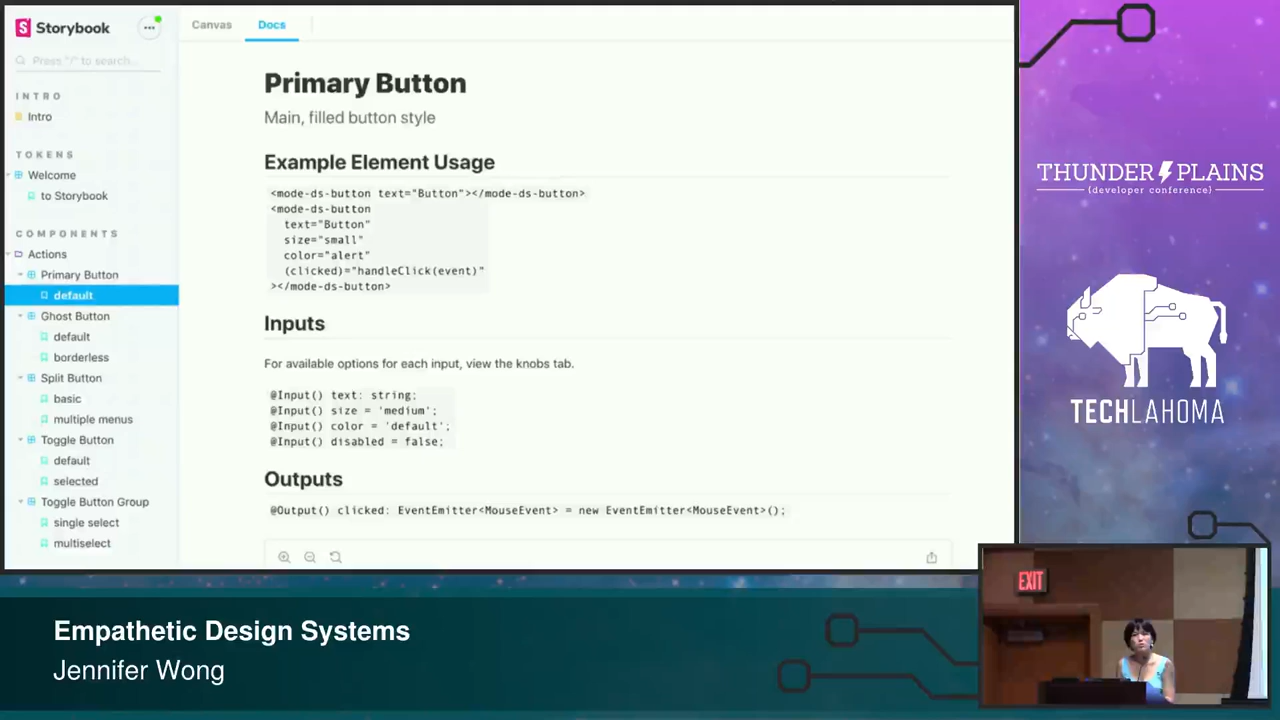 Storybook
Canvas
Docs
Press "/" to search...
INTRO
Intro
TOKENS
Welcome
to Storybook
COMPONENTS
Actions
Primary Button
default
Ghost Button
default
borderless
Split Button
basic
multiple menus
Toggle Button
default
selected
Toggle Button Group
single select
multiselect
Primary Button
Main, filled button style
Example Element Usage
<mode-ds-button text="Button"></mode-ds-button>
<mode-ds-button
text="Button"
size="small"
color="alert"
(clicked)="handleClick(event)"
></mode-ds-button>
Inputs
For available options for each input, view the knobs tab.
@Input() text: string;
@Input() size = 'medium';
@Input() color = 'default';
@Input() disabled = false;
Outputs
@Output() clicked: EventEmitter<MouseEvent> = new EventEmitter<MouseEvent>();
THUNDER PLAINS
{developer conference}
TECHLAHOMA
EXIT
Empathetic Design Systems
Jennifer Wong